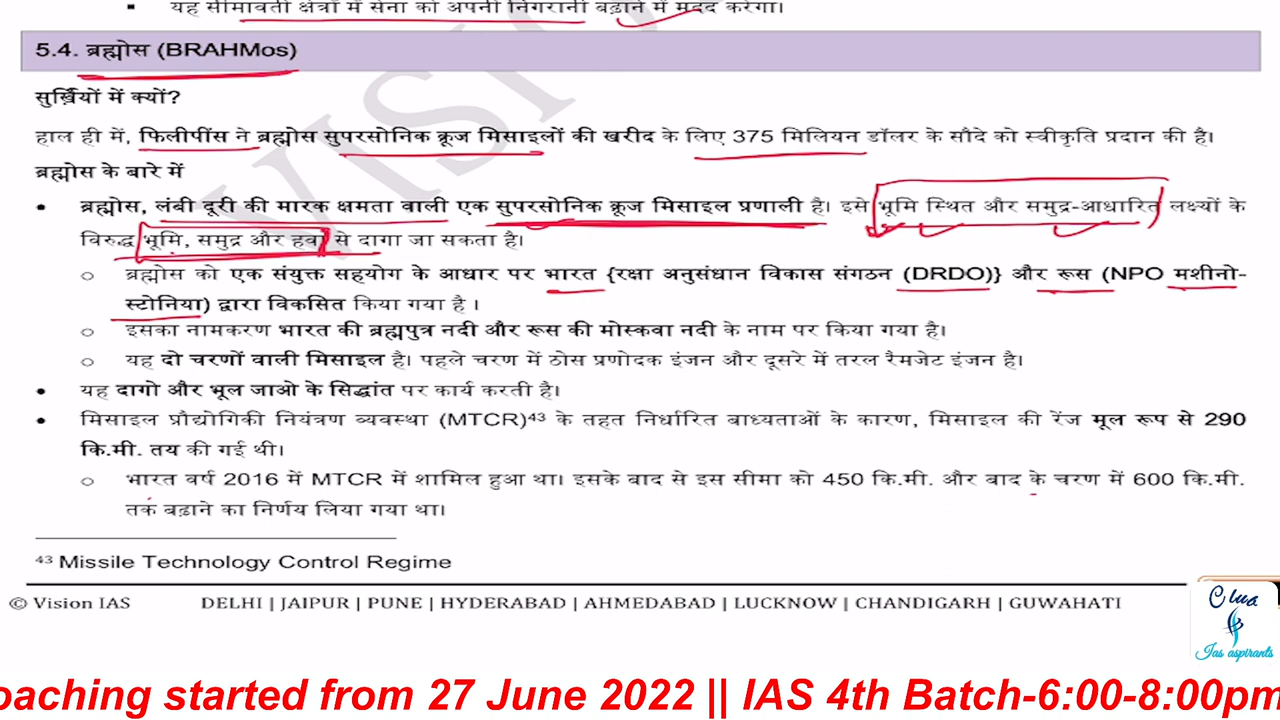 ▪ यह सीमावती क्षेत्रों में सेना को अपनी निगरानी बढ़ाने में मदद करेगा।
5.4. ब्रह्मोस (BRAHMos)
सुर्ख़ियों में क्यों?
हाल ही में, फिलीपींस ने ब्रह्मोस सुपरसोनिक क्रूज मिसाइलों की खरीद के लिए 375 मिलियन डॉलर के सौदे को स्वीकृति प्रदान की है।
ब्रह्मोस के बारे में
• ब्रह्मोस, लंबी दूरी की मारक क्षमता वाली एक सुपरसोनिक क्रूज मिसाइल प्रणाली है। इसे भूमि स्थित और समुद्र-आधारित लक्ष्यों के
विरुद्ध भूमि, समुद्र और हवा से दागा जा सकता है।
○ ब्रह्मोस को एक संयुक्त सहयोग के आधार पर भारत {रक्षा अनुसंधान विकास संगठन (DRDO)} और रूस (NPO मशीनो-
स्टोनिया) द्वारा विकसित किया गया है ।
○ इसका नामकरण भारत की ब्रह्मपुत्र नदी और रूस की मोस्कवा नदी के नाम पर किया गया है।
○ यह दो चरणों वाली मिसाइल है। पहले चरण में ठोस प्रणोदक इंजन और दूसरे में तरल रैमजेट इंजन है।
• यह दागो और भूल जाओ के सिद्धांत पर कार्य करती है।
• मिसाइल प्रौद्योगिकी नियंत्रण व्यवस्था (MTCR)43 के तहत निर्धारित बाध्यताओं के कारण, मिसाइल की रेंज मूल रूप से 290
कि.मी. तय की गई थी।
○ भारत वर्ष 2016 में MTCR में शामिल हुआ था। इसके बाद से इस सीमा को 450 कि.मी. और बाद के चरण में 600 कि.मी.
तक बढ़ाने का निर्णय लिया गया था।
43 Missile Technology Control Regime
© Vision IAS DELHI | JAIPUR | PUNE | HYDERABAD | AHMEDABAD | LUCKNOW | CHANDIGARH | GUWAHATI
Ias aspirants
oaching started from 27 June 2022 || IAS 4th Batch-6:00-8:00pm